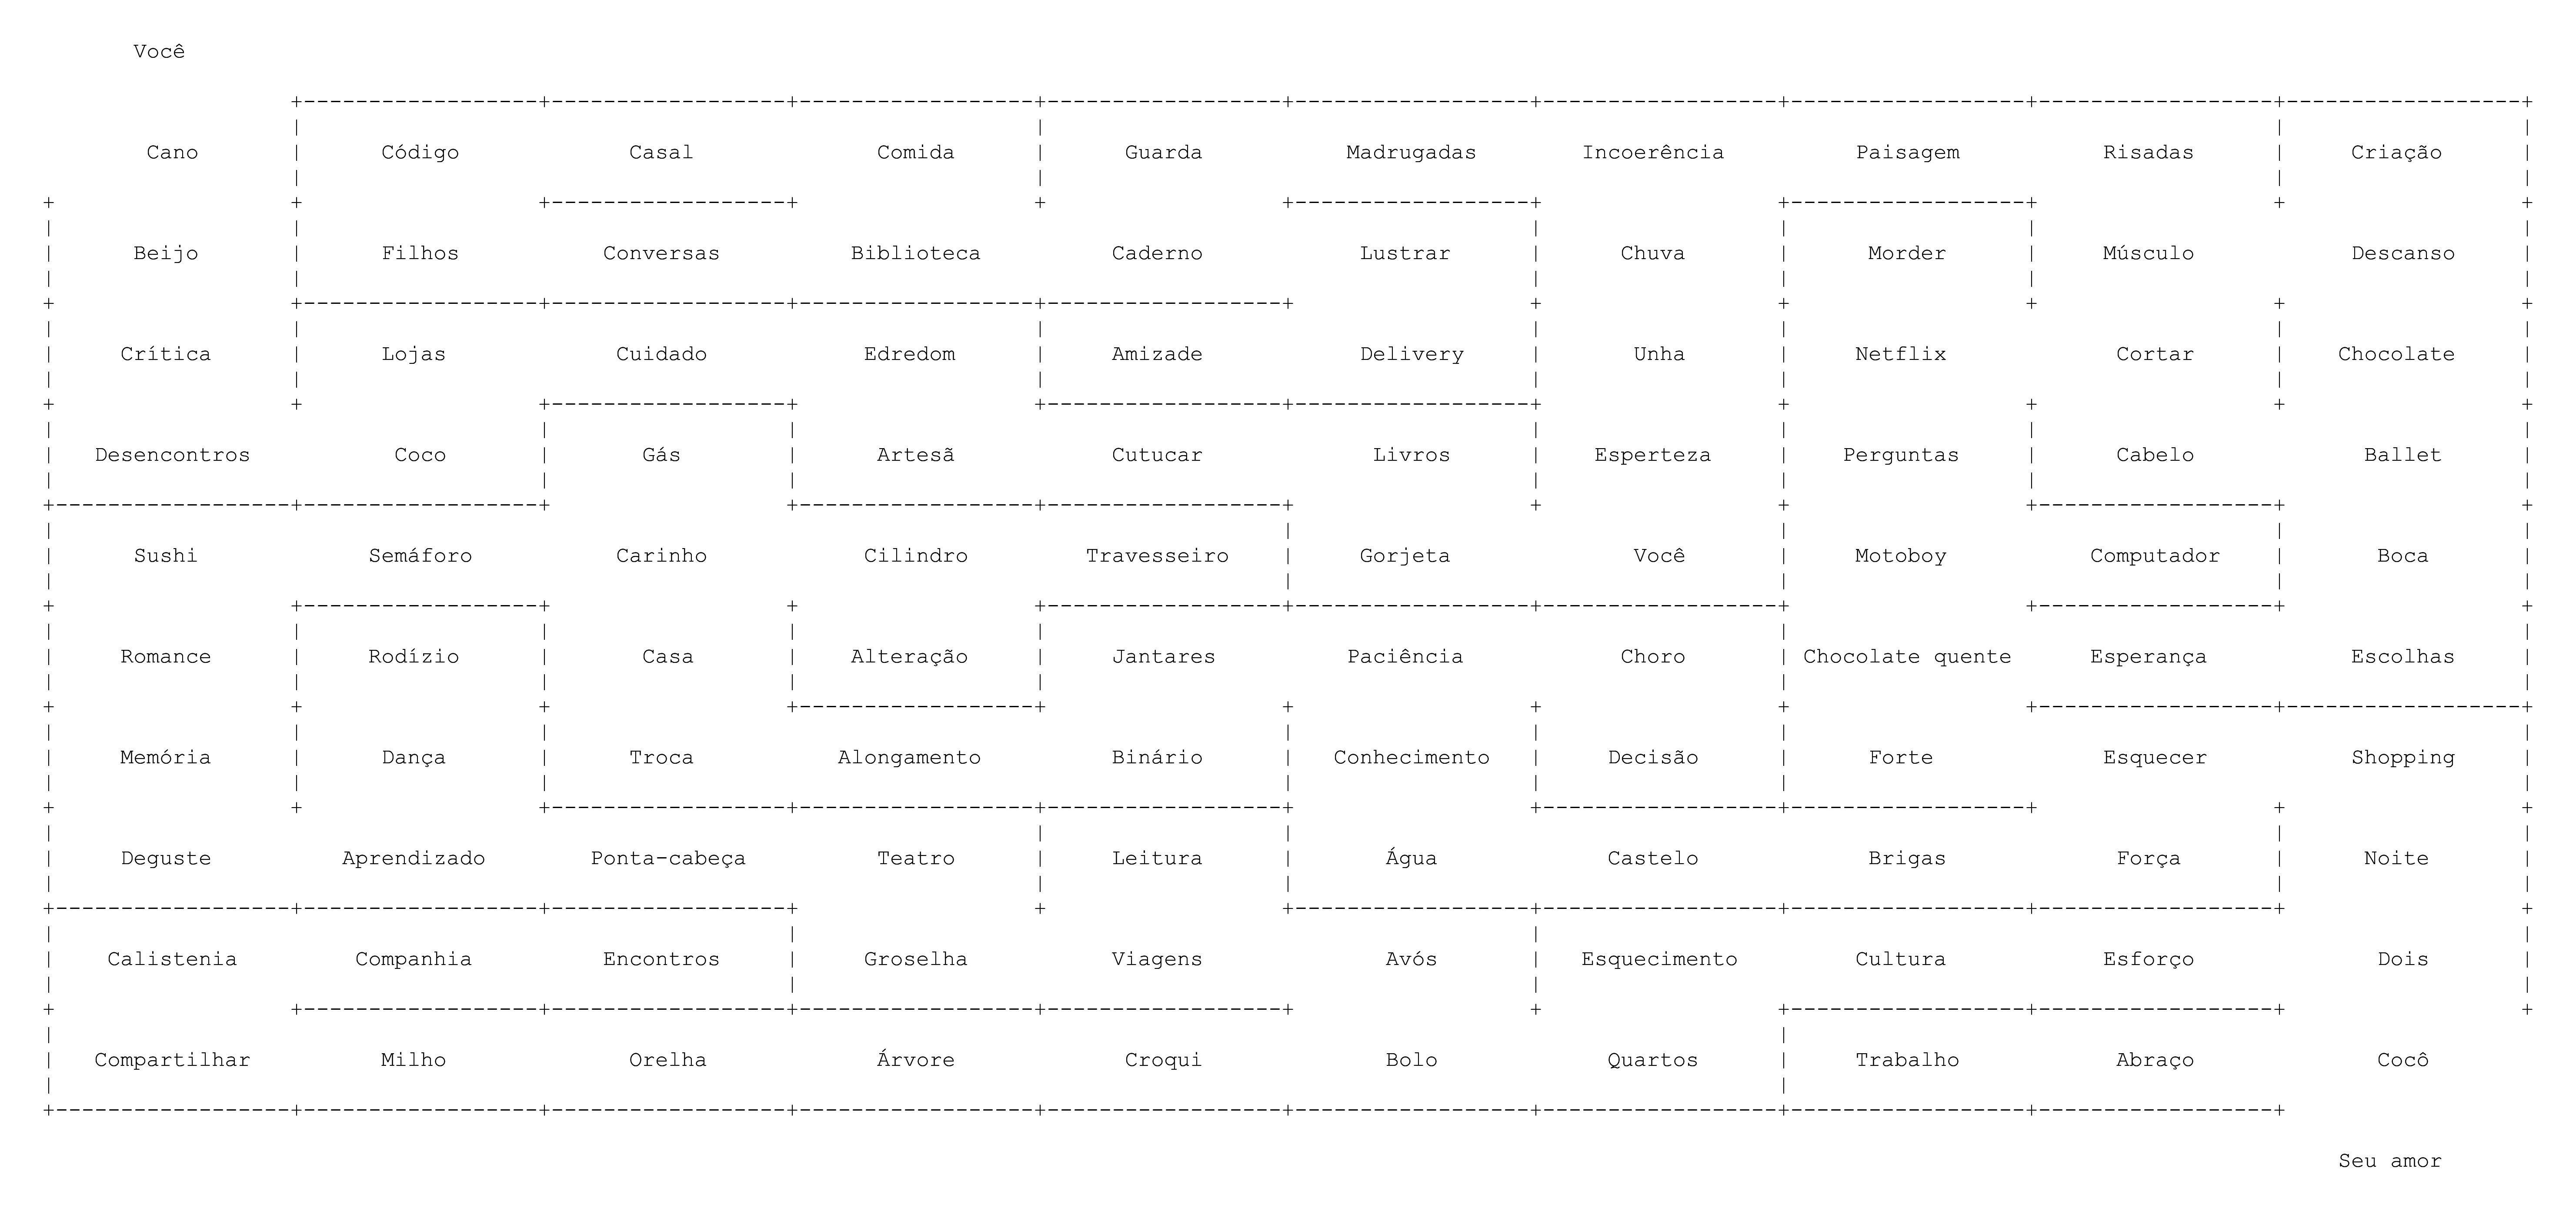 Você
Cano Código Casal Comida Guarda Madrugadas Incoerência Paisagem Risadas Criação
Beijo Filhos Conversas Biblioteca Caderno Lustrar Chuva Morder Músculo Descanso
Crítica Lojas Cuidado Edredom Amizade Delivery Unha Netflix Cortar Chocolate
Desencontros Coco Gás Artesã Cutucar Livros Esperteza Perguntas Cabelo Ballet
Sushi Semáforo Carinho Cilindro Travesseiro Gorjeta Você Motoboy Computador Boca
Romance Rodízio Casa Alteração Jantares Paciência Choro Chocolate quente Esperança Escolhas
Memória Dança Troca Alongamento Binário Conhecimento Decisão Forte Esquecer Shopping
Deguste Aprendizado Ponta-cabeça Teatro Leitura Água Castelo Brigas Força Noite
Calistenia Companhia Encontros Groselha Viagens Avós Esquecimento Cultura Esforço Dois
Compartilhar Milho Orelha Árvore Croqui Bolo Quartos Trabalho Abraço Cocô
Seu amor